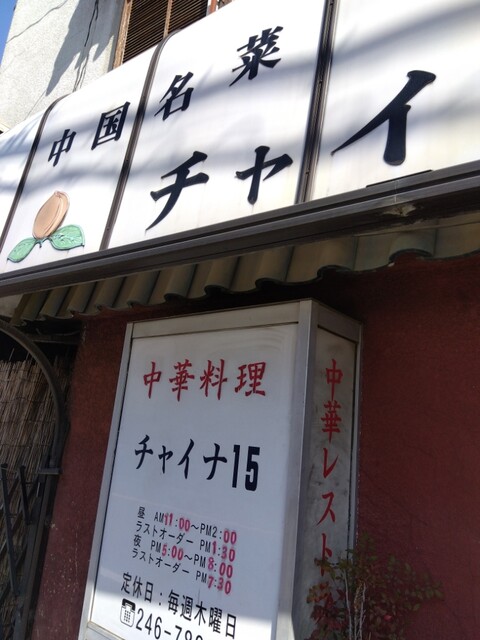 中国名菜
チャイ
中華料理
チャイナ15
昼 AM11:00〜PM2:00
ラストオーダー PM1:30
夜 PM5:00〜PM8:00
ラストオーダー PM7:30
定休日:毎週木曜日
☎246-79
中華レスト